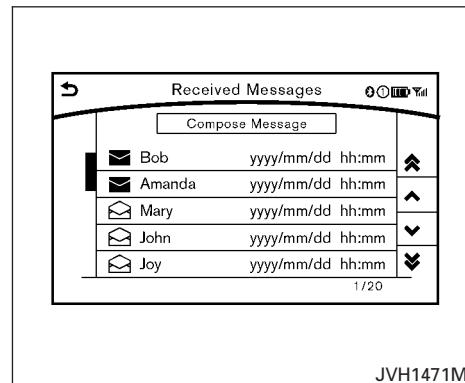 Received Messages ①
Compose Message
Bob yyyy/mm/dd hh:mm
Amanda yyyy/mm/dd hh:mm
Mary yyyy/mm/dd hh:mm
John yyyy/mm/dd hh:mm
Joy yyyy/mm/dd hh:mm
1/20
JVH1471M